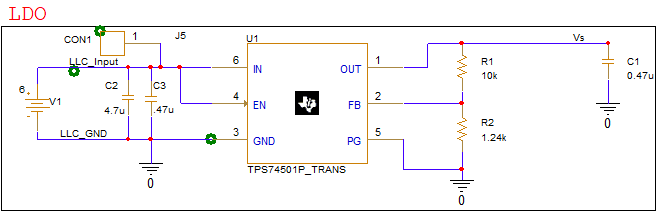 LDO
CON1 1 J5 U1 Vs
LLC_Input 6 IN OUT 1 R1 C1
6 V1 C2 C3 10k 0.47u
4.7u .47u 4 EN FB 2 0
LLC_GND 3 GND PG 5 R2
1.24k
0 TPS74501P_TRANS 0